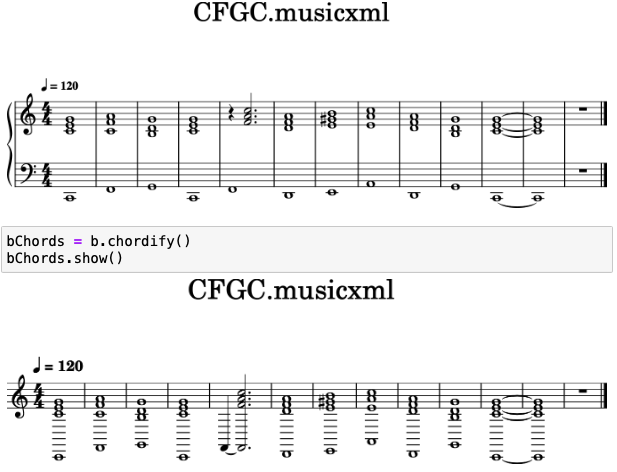 CFGC.musicxml
= 120
bChords = b.chordify()
bChords.show()
CFGC.musicxml
= 120